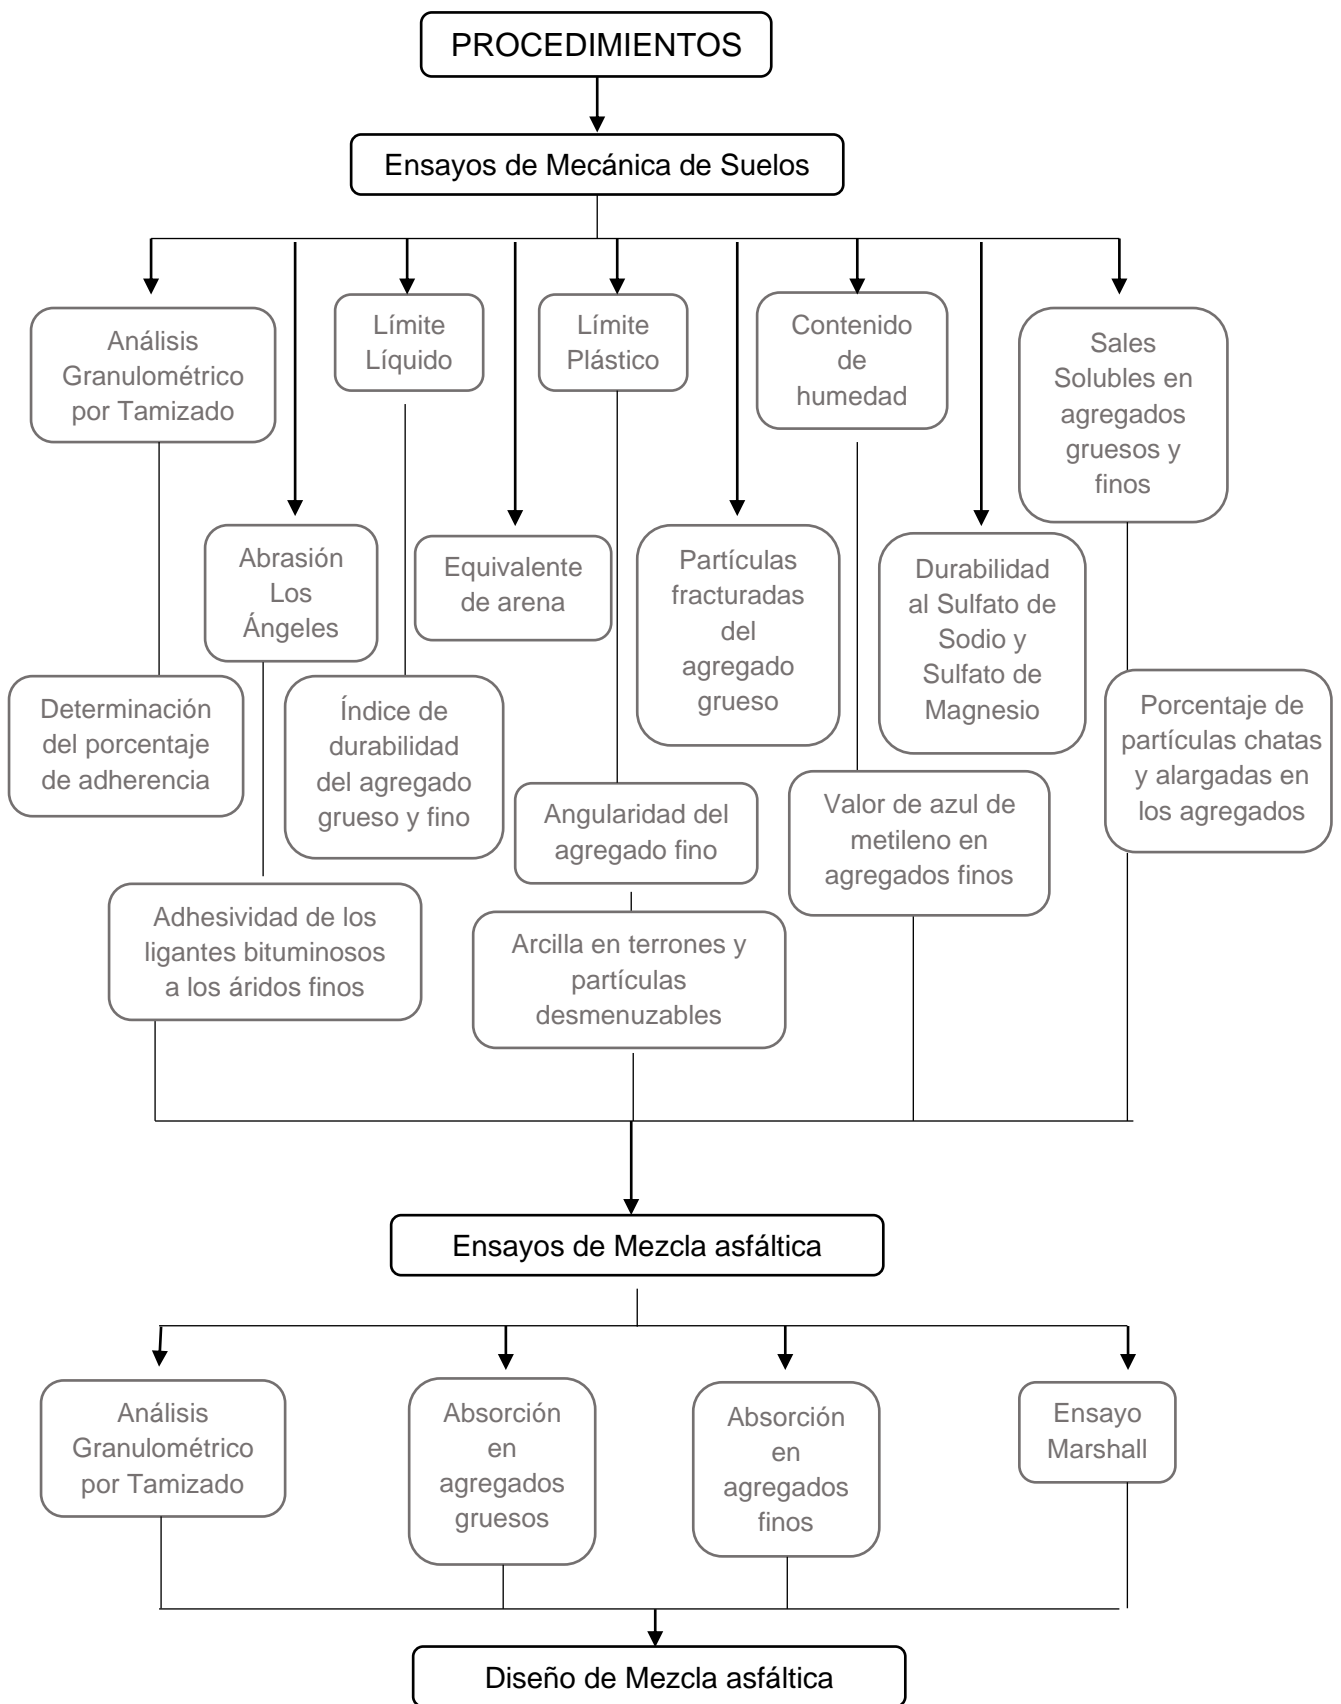 PROCEDIMIENTOS
Ensayos de Mecánica de Suelos
Análisis
Granulométrico
por Tamizado
Límite
Líquido
Límite
Plástico
Contenido
de
humedad
Sales
Solubles en
agregados
gruesos y
finos
Abrasión
Los
Ángeles
Equivalente
de arena
Partículas
fracturadas
del
agregado
grueso
Durabilidad
al Sulfato de
Sodio y
Sulfato de
Magnesio
Determinación
del porcentaje
de adherencia
Índice de
durabilidad
del agregado
grueso y fino
Angularidad del
agregado fino
Valor de azul de
metileno en
agregados finos
Porcentaje de
partículas chatas
y alargadas en
los agregados
Adhesividad de los
ligantes bituminosos
a los áridos finos
Arcilla en terrones y
partículas
desmenuzables
Ensayos de Mezcla asfáltica
Análisis
Granulométrico
por Tamizado
Absorción
en
agregados
gruesos
Absorción
en
agregados
finos
Ensayo
Marshall
Diseño de Mezcla asfáltica